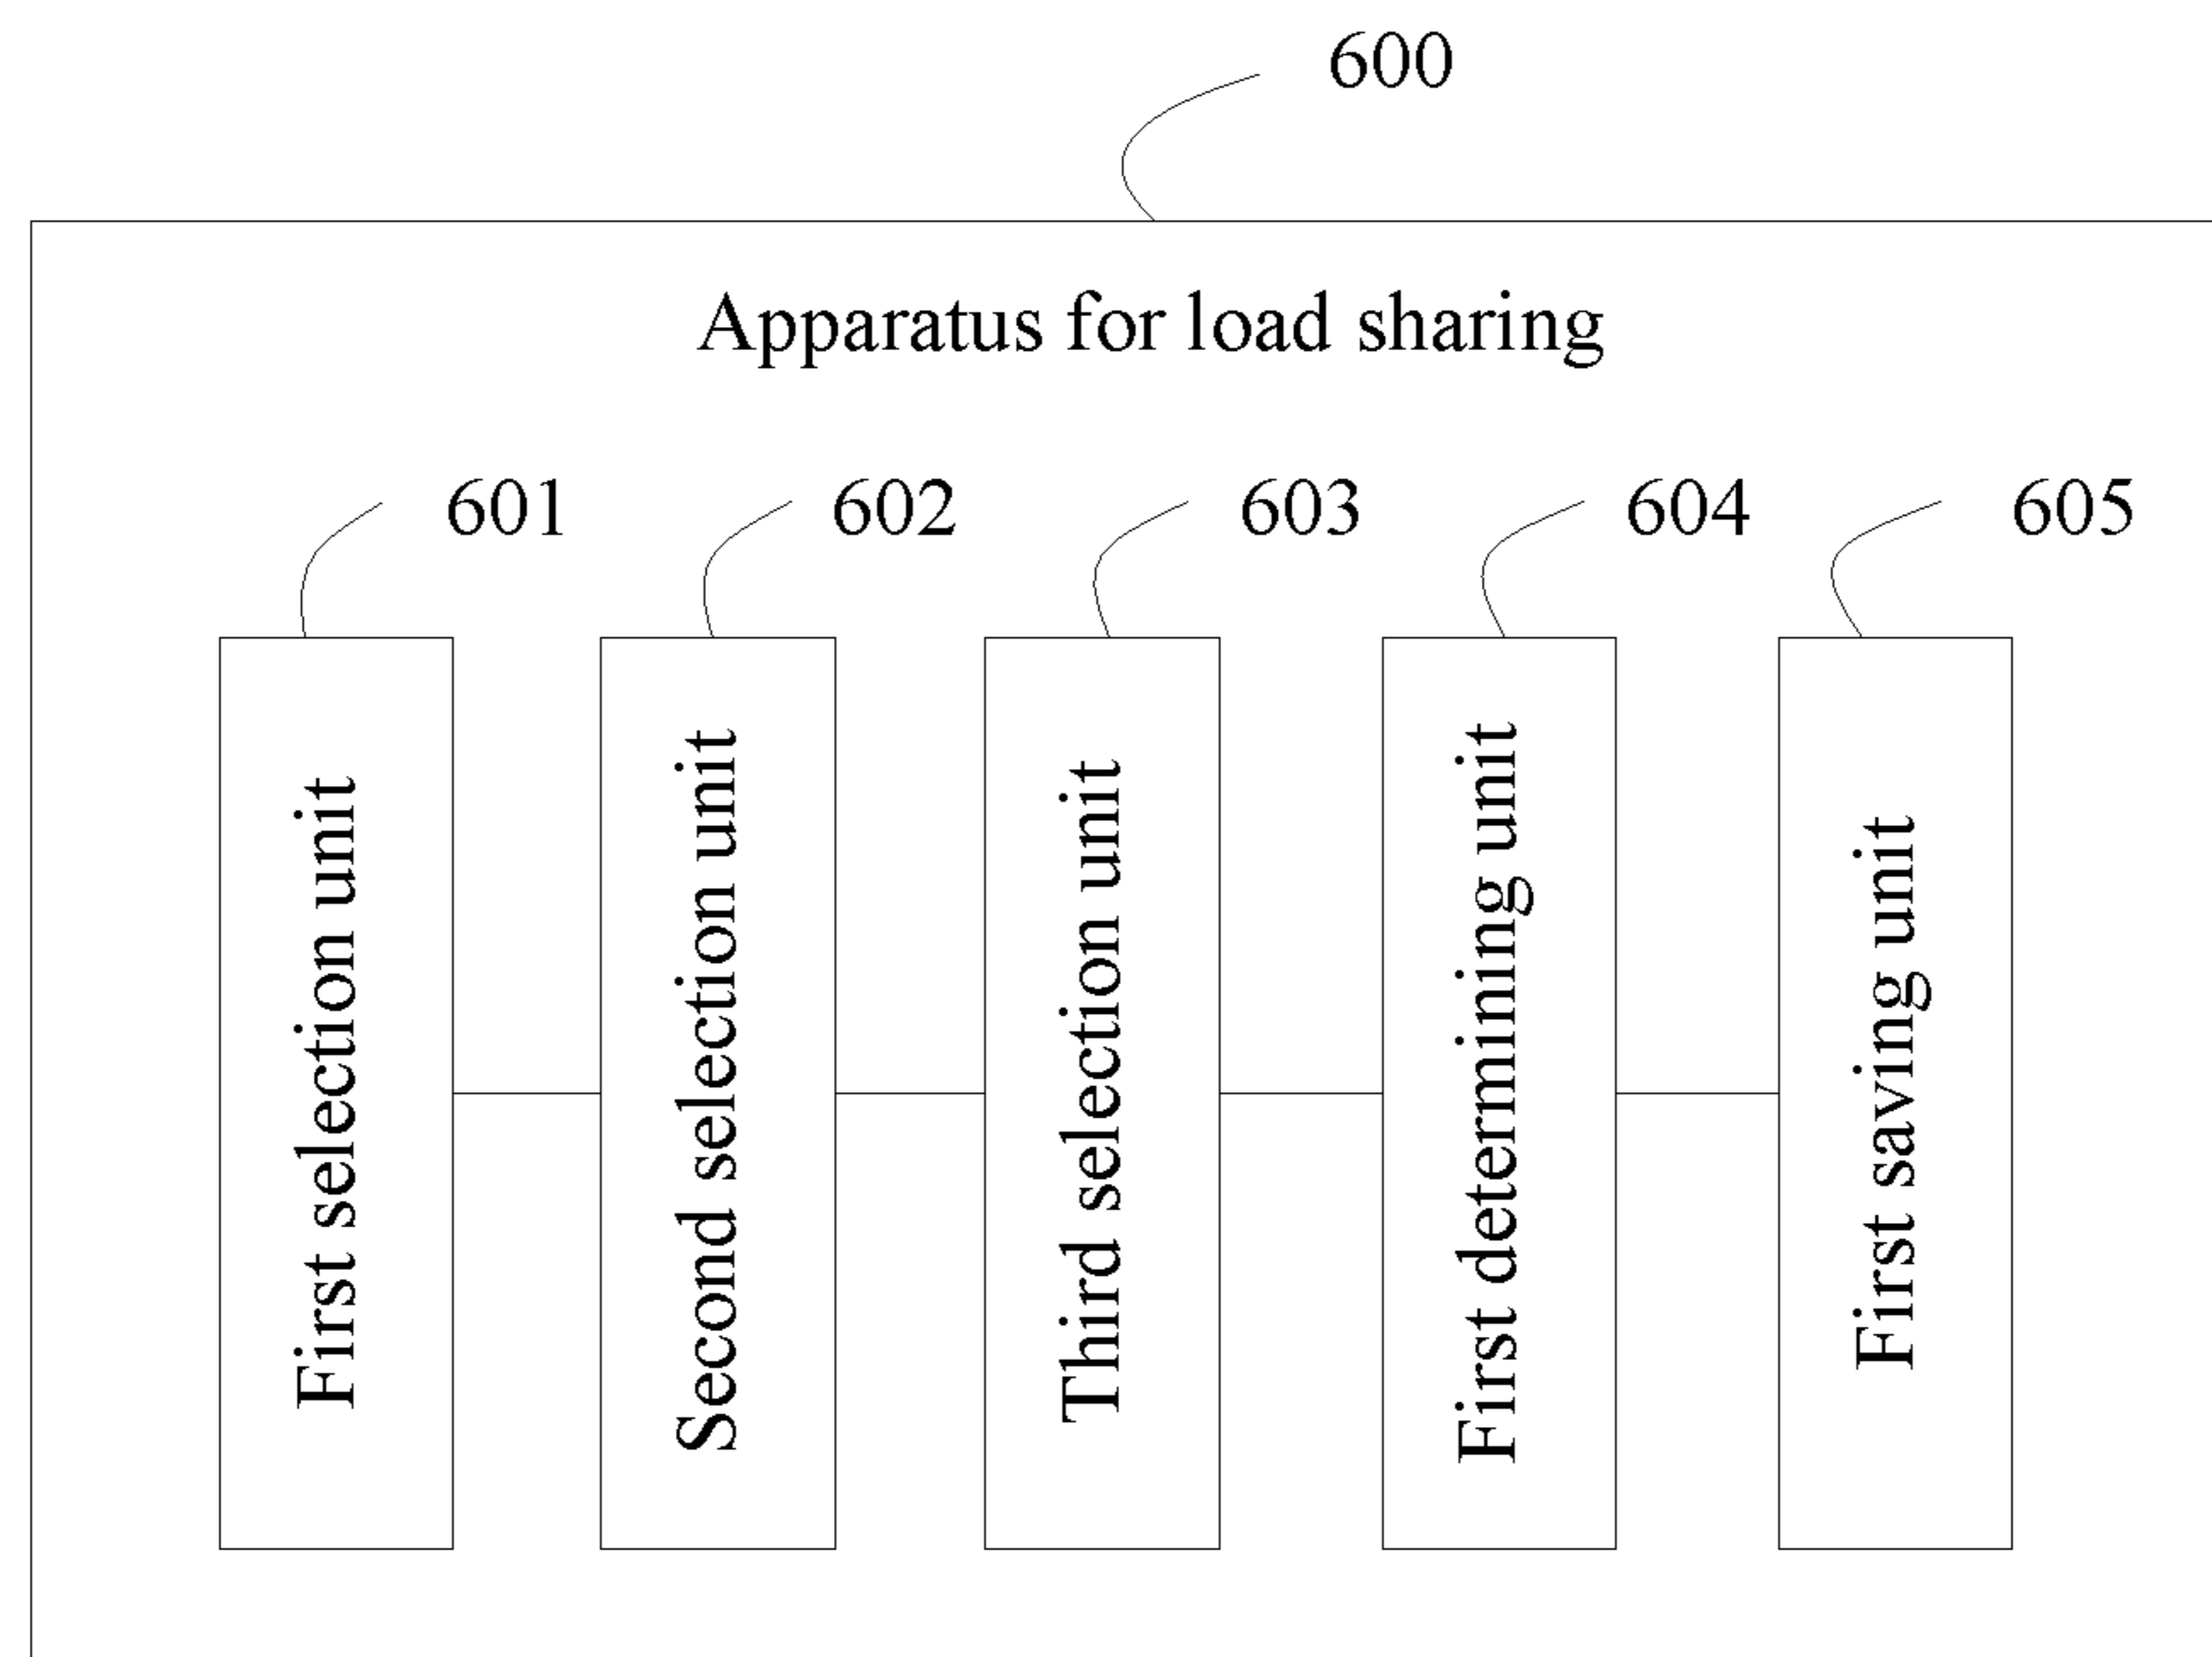 600
Apparatus for load sharing
601
602
603
604
605
First selection unit
Second selection unit
Third selection unit
First determining unit
First saving unit